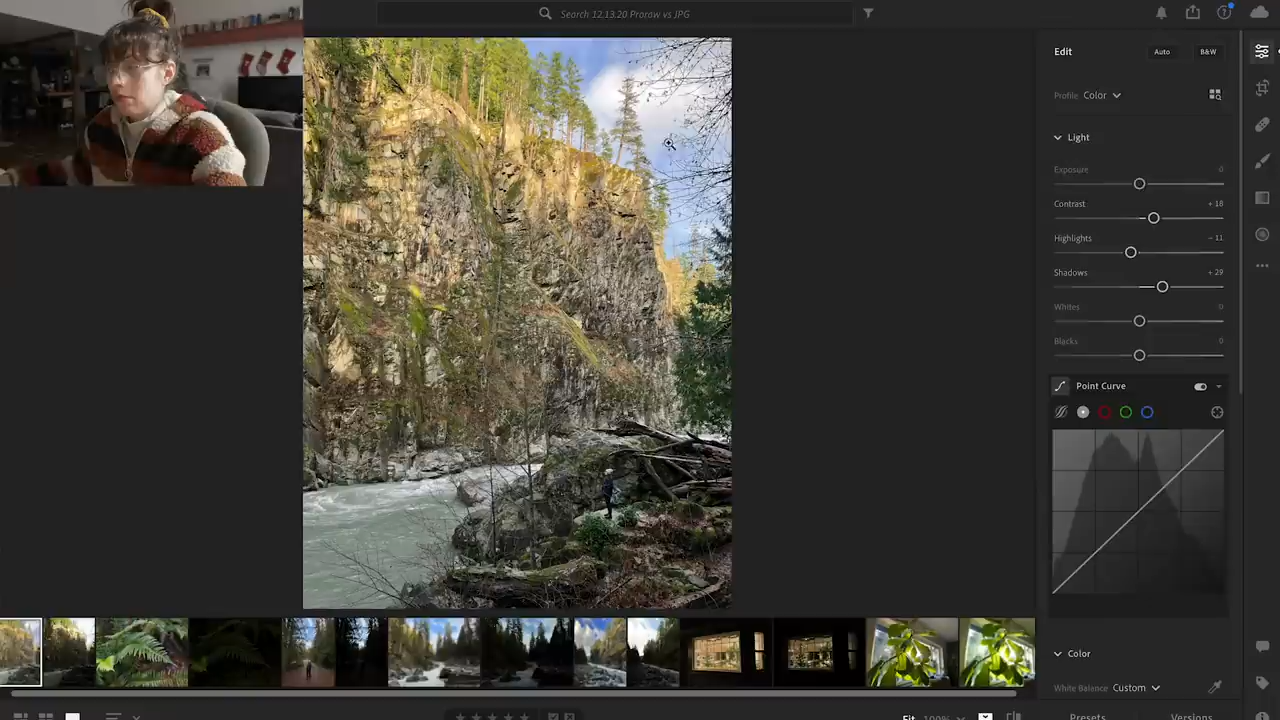 Search 12.13.20 Proraw vs JPG
Edit
Auto
B&W
Profile Color
Light
Exposure 0
Contrast + 18
Highlights − 11
Shadows + 29
Whites 0
Blacks 0
Point Curve
Color
White Balance Custom
Fit 100%
Presets
Versions